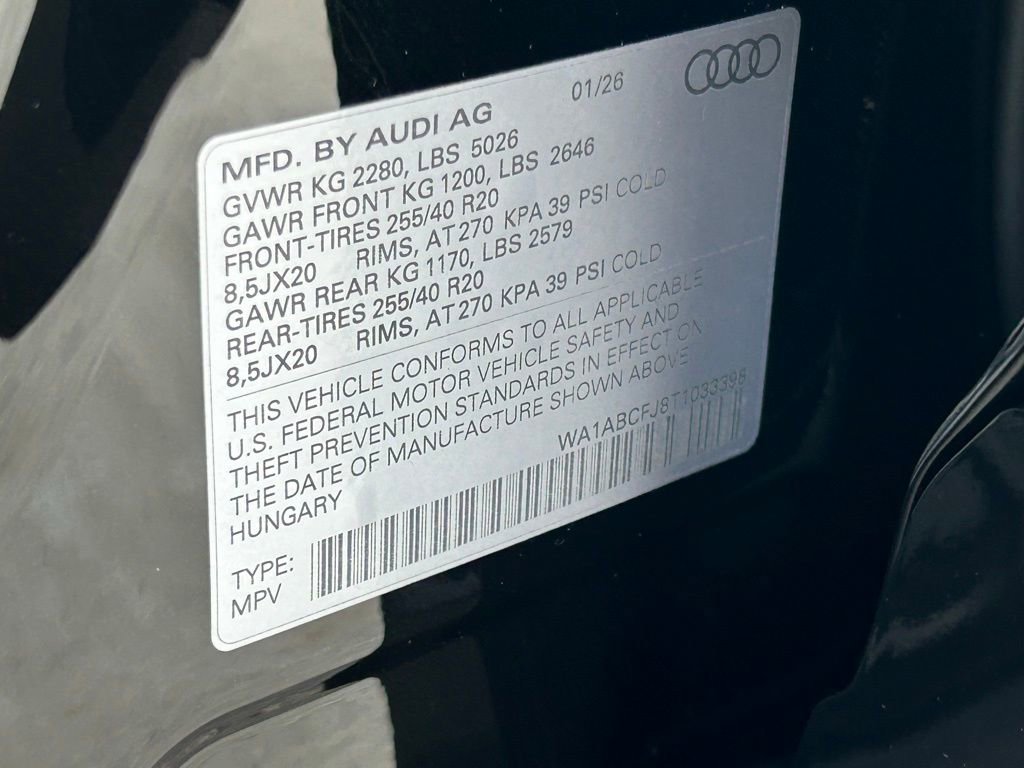 01/26
MFD. BY AUDI AG
GVWR KG 2280, LBS 5026
GAWR FRONT KG 1200, LBS 2646
FRONT-TIRES 255/40 R20
8,5JX20 RIMS, AT 270 KPA 39 PSI COLD
GAWR REAR KG 1170, LBS 2579
REAR-TIRES 255/40 R20
8,5JX20 RIMS, AT 270 KPA 39 PSI COLD
THIS VEHICLE CONFORMS TO ALL APPLICABLE
U.S. FEDERAL MOTOR VEHICLE SAFETY AND
THEFT PREVENTION STANDARDS IN EFFECT ON
THE DATE OF MANUFACTURE SHOWN ABOVE
HUNGARY
WA1ABCFJ8T1033398
TYPE:
MPV